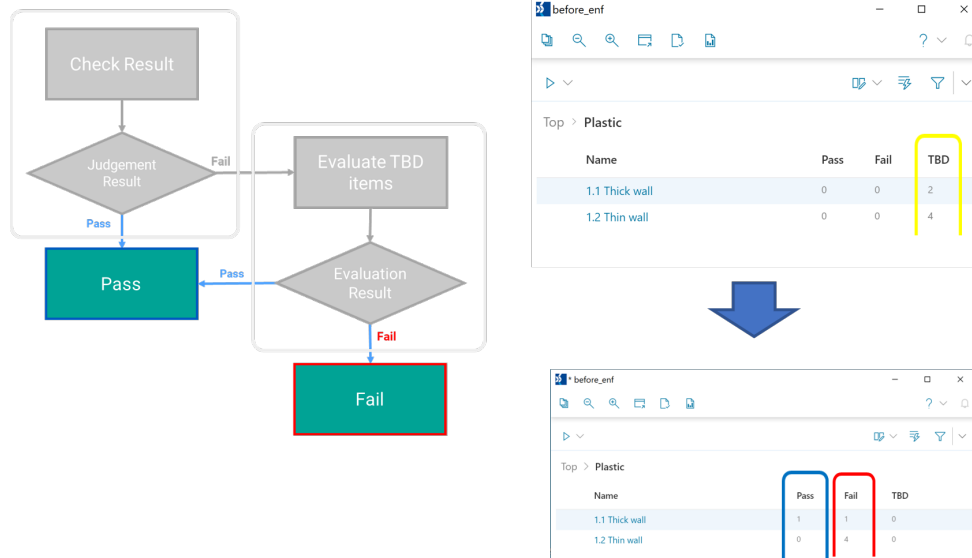 Check Result
Judgement
Result
Fail
Pass
Pass
Evaluate TBD
items
Evaluation
Result
Pass
Fail
Fail
before_enf
?
Top > Plastic
Name Pass Fail TBD
1.1 Thick wall 0 0 2
1.2 Thin wall 0 0 4
* before_enf
?
Top > Plastic
Name Pass Fail TBD
1.1 Thick wall 1 1 0
1.2 Thin wall 0 4 0